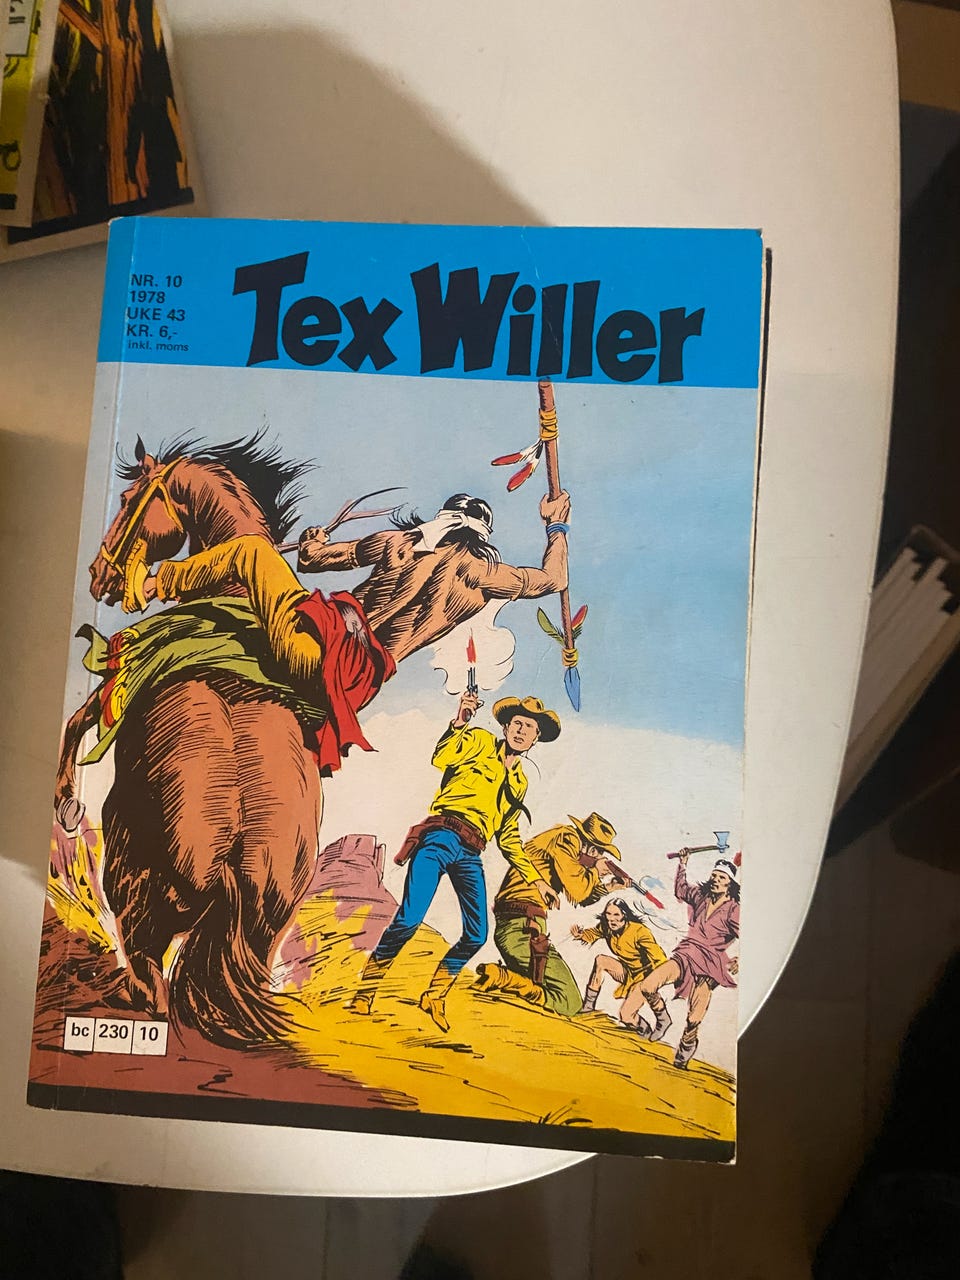 NR. 10
1978
UKE 43
KR. 6,-
inkl. moms
Tex Willer
bc 230 10